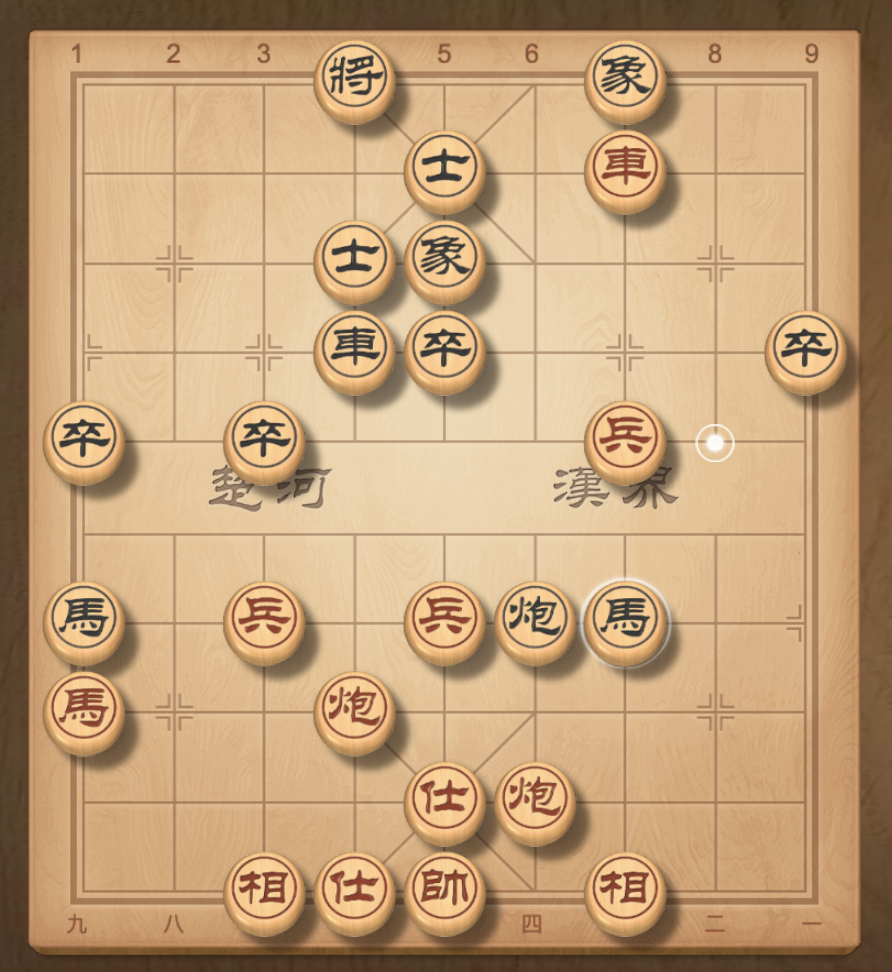 1 2 3 5 6 8 9
將 象
士 車
士 象
車 卒 卒
卒 卒 兵
楚河 漢界
馬 兵 兵 炮 馬
馬 炮
仕 炮
相 仕 帥 相
九 八 四 二 一